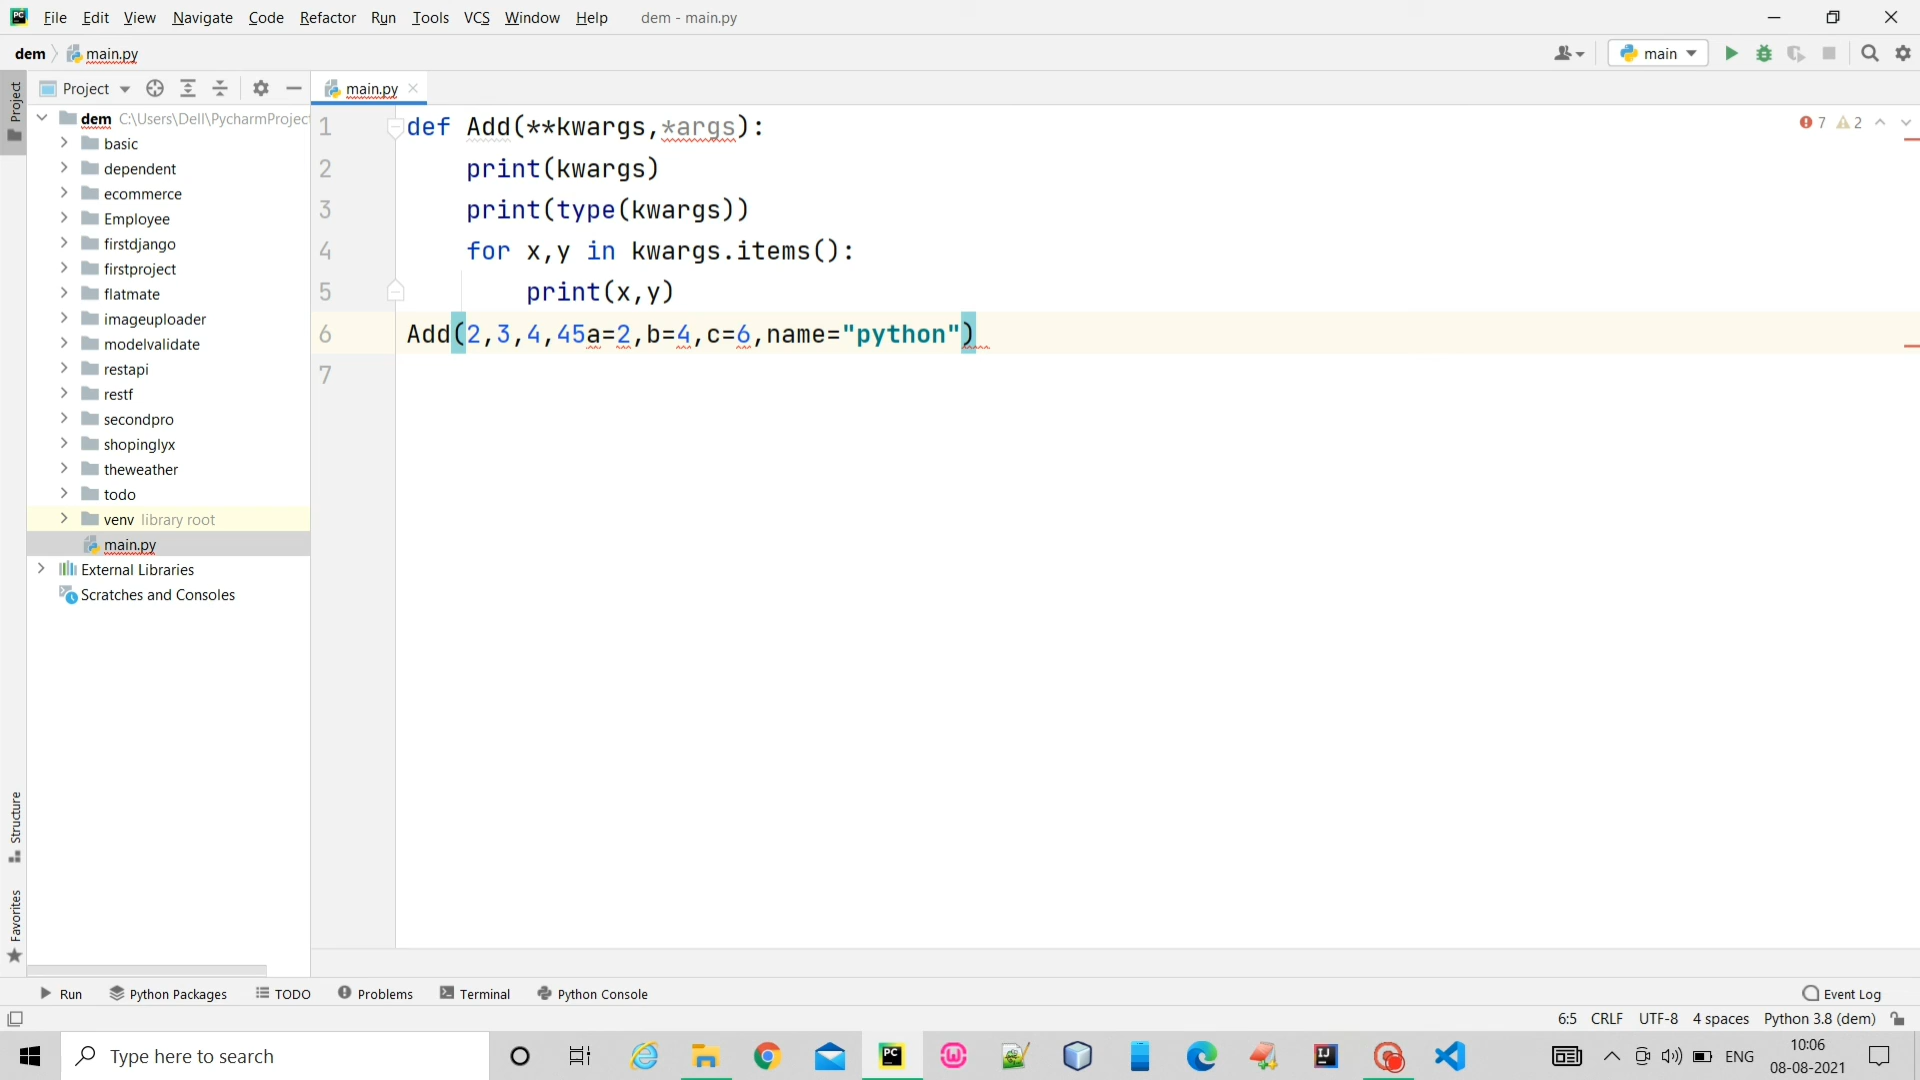 File Edit View Navigate Code Refactor Run Tools VCS Window Help dem - main.py
dem main.py main
Project main.py
Project
dem C:\Users\Dell\PycharmProjec
basic
dependent
ecommerce
Employee
firstdjango
firstproject
flatmate
imageuploader
modelvalidate
restapi
restf
secondpro
shopinglyx
theweather
todo
venv library root
main.py
External Libraries
Scratches and Consoles
Structure
Favorites
1 def Add(**kwargs,*args):
2 print(kwargs)
3 print(type(kwargs))
4 for x,y in kwargs.items():
5 print(x,y)
6 Add(2,3,4,45a=2,b=4,c=6,name="python")
7
7 2
Run Python Packages TODO Problems Terminal Python Console Event Log
6:5 CRLF UTF-8 4 spaces Python 3.8 (dem)
Type here to search PC IJ ENG 10:06
08-08-2021